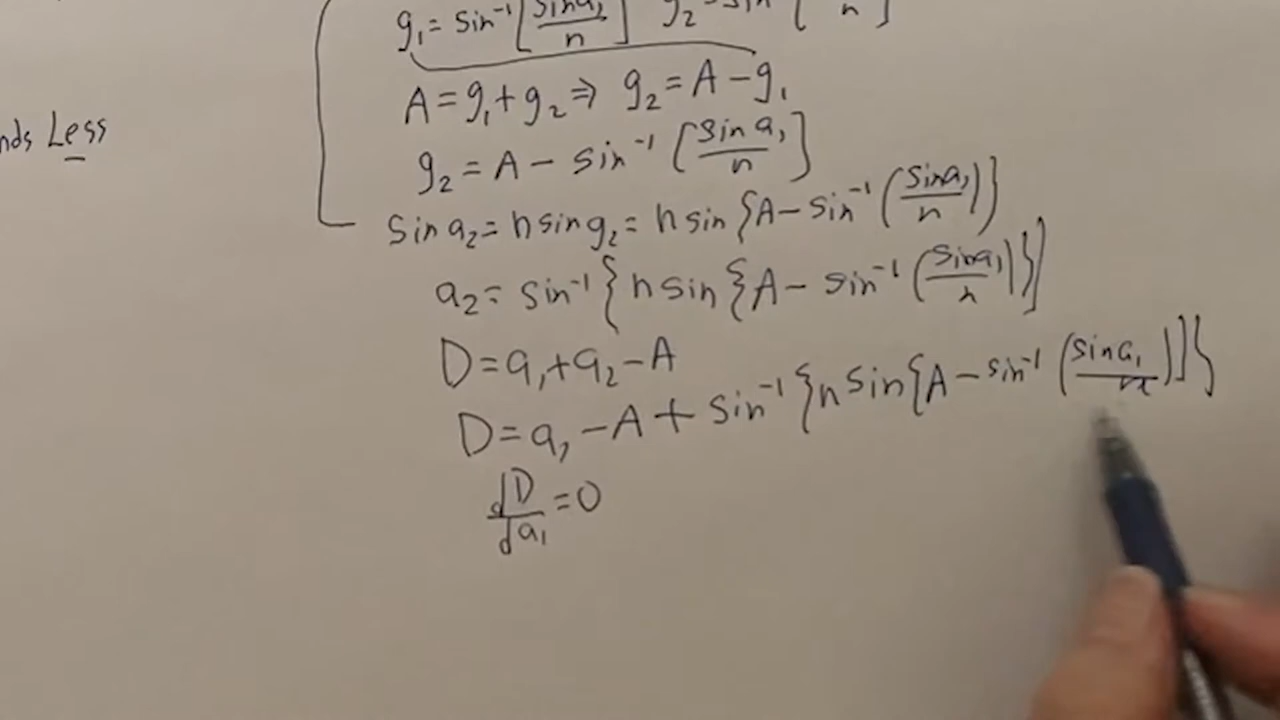 g₁ = sin⁻¹[sin a₁/n] g₂ = sin [ n ]
A = g₁ + g₂ ⇒ g₂ = A − g₁
nds Less
g₂ = A − sin⁻¹[sin a₁/n]
sin a₂ = n sin g₂ = n sin{A − sin⁻¹(sin a₁/n)}
a₂ = sin⁻¹{n sin{A − sin⁻¹(sin a₁/n)}}
D = a₁ + a₂ − A
D = a₁ − A + sin⁻¹{n sin{A − sin⁻¹(sin a₁/n)]}
dD/da₁ = 0